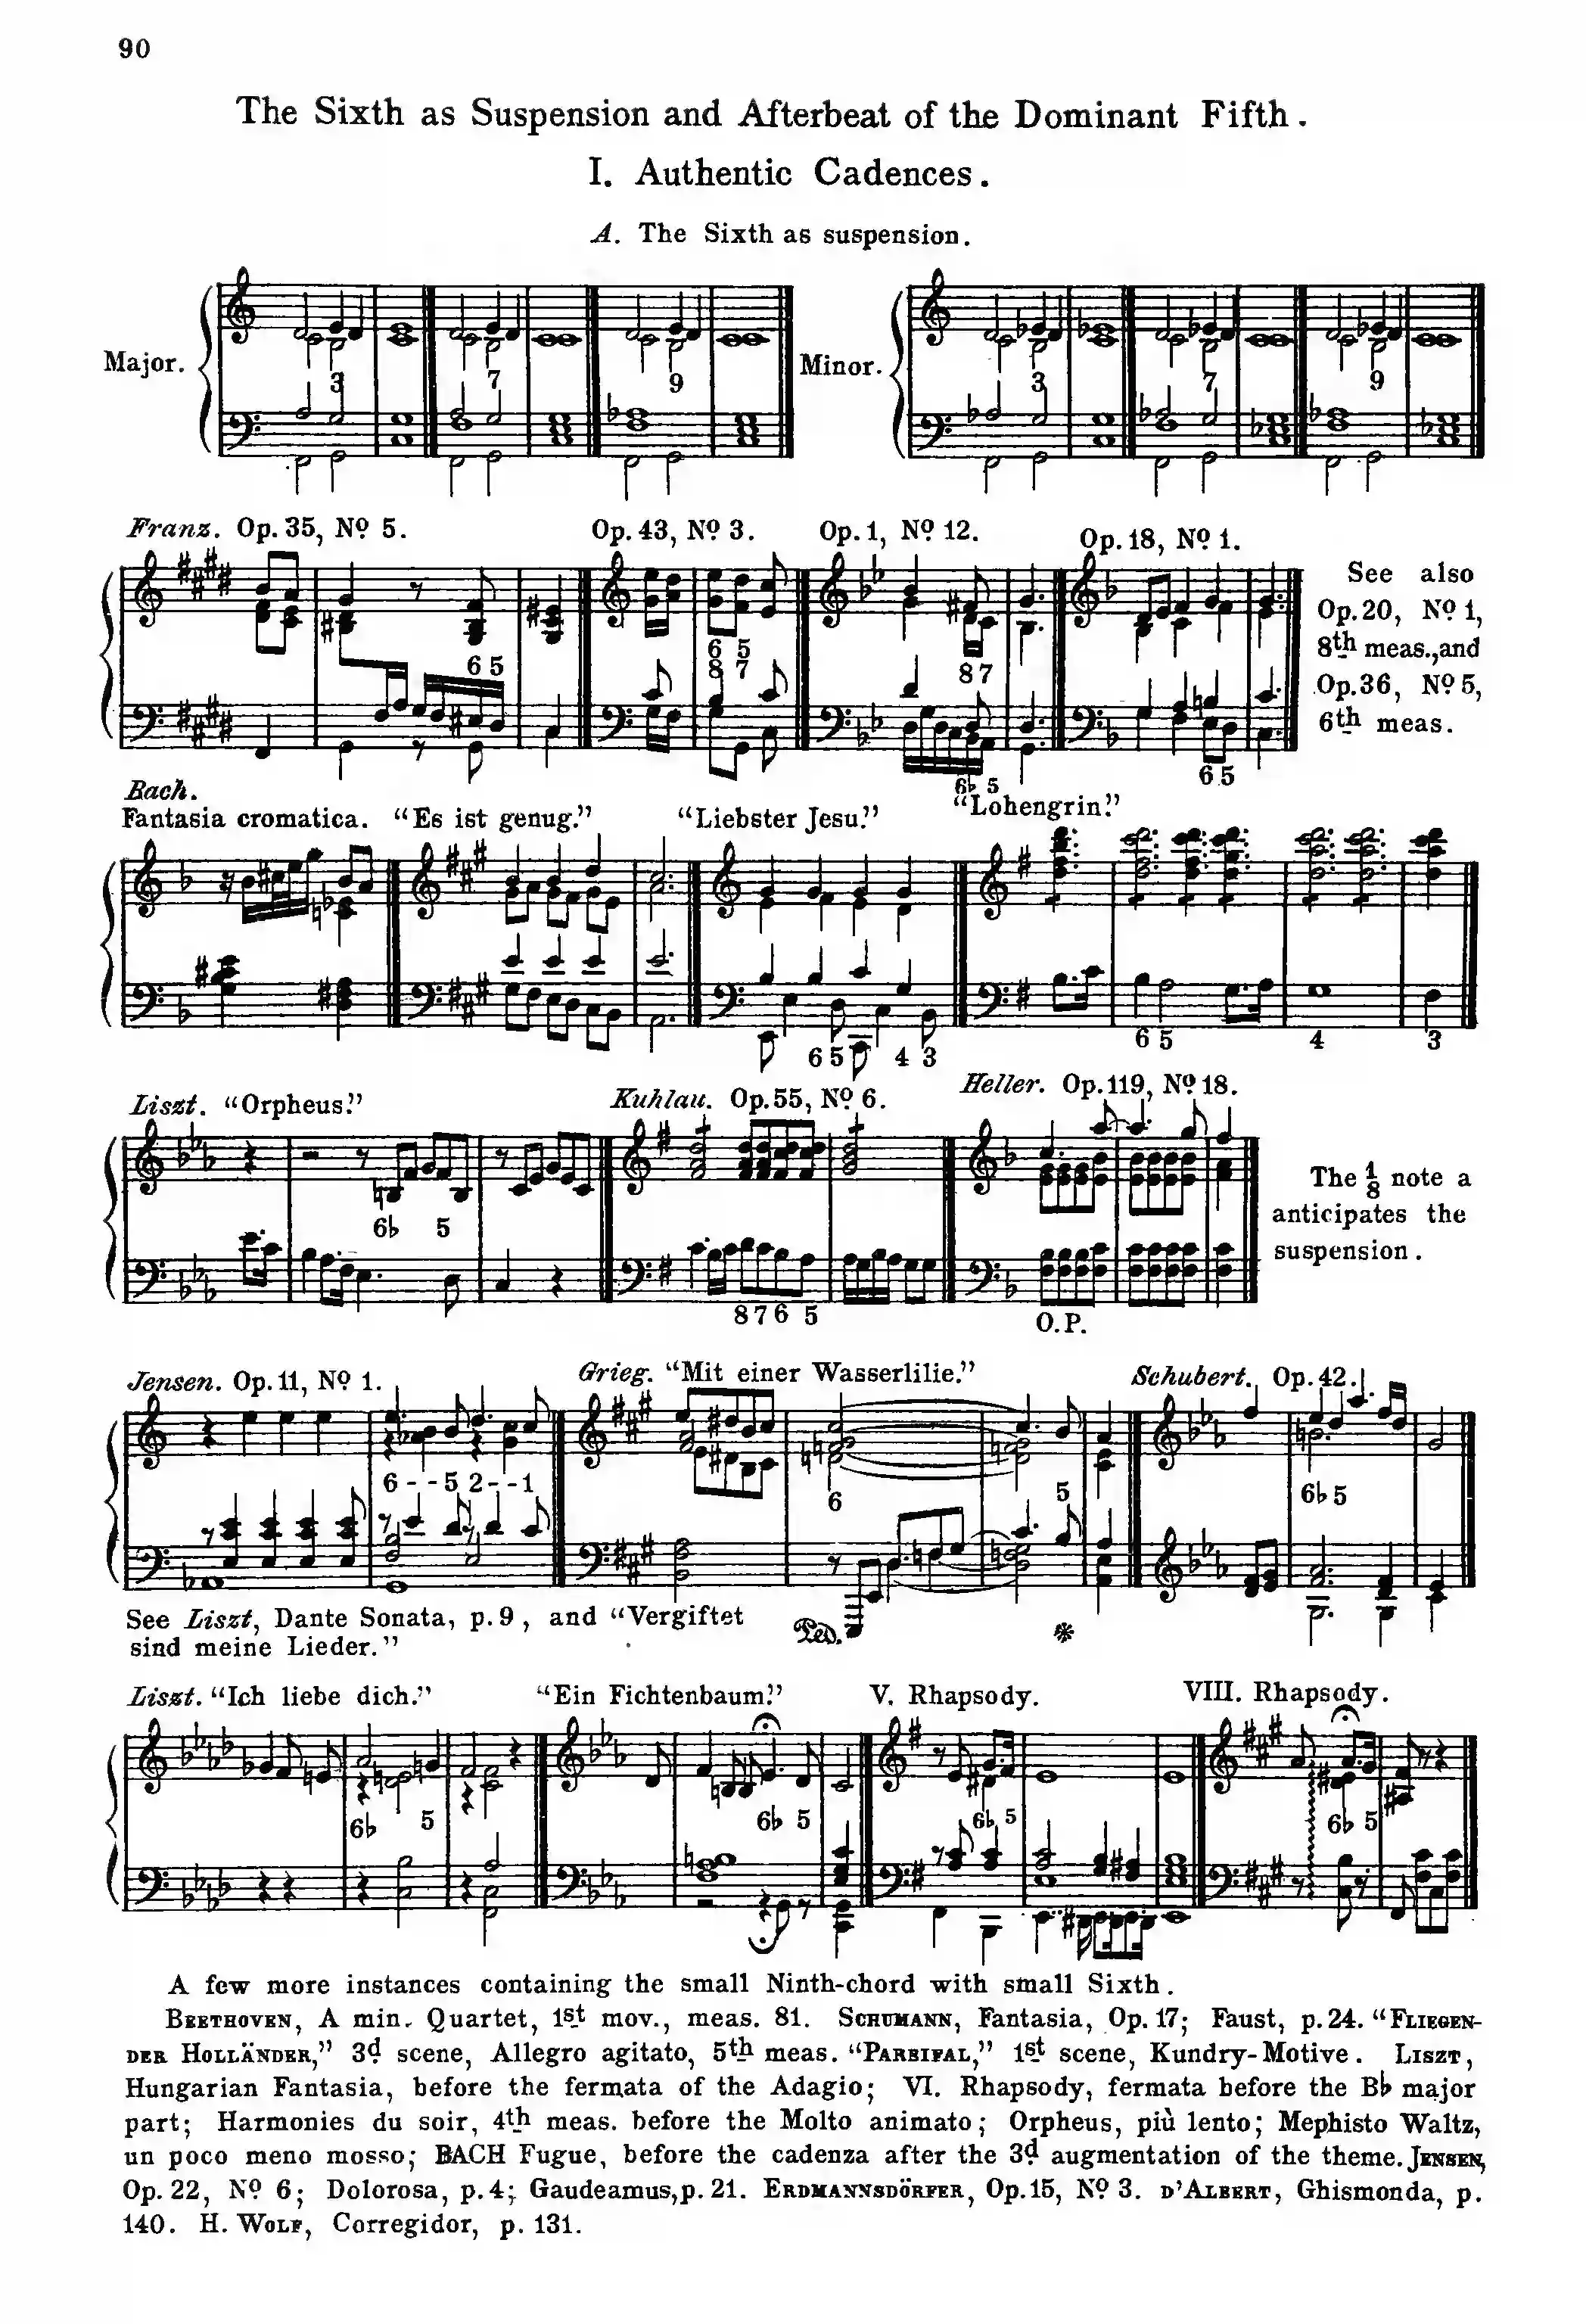 90
The Sixth as Suspension and Afterbeat of the Dominant Fifth.
I. Authentic Cadences.
A. The Sixth as suspension.
Major.
3 7 9
Minor.
3 7 9
Franz. Op. 35, No 5.
Op. 43, No 3.
Op. 1, No 12.
Op. 18, No 1.
6 5
6 5
8 7
8 7
6♭ 5
6 5
See also
Op. 20, No 1,
8th meas., and
Op. 36, No 5,
6th meas.
Bach.
Fantasia cromatica. “Es ist genug.”
“Liebster Jesu.”
“Lohengrin.”
6 5 4 3
6 5 4 3
Liszt. “Orpheus.”
Kuhlau. Op. 55, No 6.
Heller. Op. 119, No 18.
6♭ 5
8 7 6 5
O.P.
The 1/8 note a
anticipates the
suspension.
Jensen. Op. 11, No 1.
Grieg. “Mit einer Wasserlilie.”
Schubert. Op. 42.
6 - - 5 2 - - 1
6 5
6♭ 5
Ped. *
See Liszt, Dante Sonata, p. 9, and “Vergiftet
sind meine Lieder.”
Liszt. “Ich liebe dich.”
“Ein Fichtenbaum.”
V. Rhapsody.
VIII. Rhapsody.
6♭ 5
6♭ 5
6♭ 5
6♭ 5
A few more instances containing the small Ninth-chord with small Sixth.
BEETHOVEN, A min. Quartet, 1st mov., meas. 81. SCHUMANN, Fantasia, Op. 17; Faust, p. 24. “FLIEGEN-
DER HOLLÄNDER,” 3d scene, Allegro agitato, 5th meas. “PARSIFAL,” 1st scene, Kundry-Motive. LISZT,
Hungarian Fantasia, before the fermata of the Adagio; VI. Rhapsody, fermata before the B♭ major
part; Harmonies du soir, 4th meas. before the Molto animato; Orpheus, più lento; Mephisto Waltz,
un poco meno mosso; BACH Fugue, before the cadenza after the 3d augmentation of the theme. JENSEN,
Op. 22, No 6; Dolorosa, p. 4; Gaudeamus, p. 21. ERDMANNSDÖRFER, Op. 15, No 3. D’ALBERT, Ghismonda, p.
140. H. WOLF, Corregidor, p. 131.